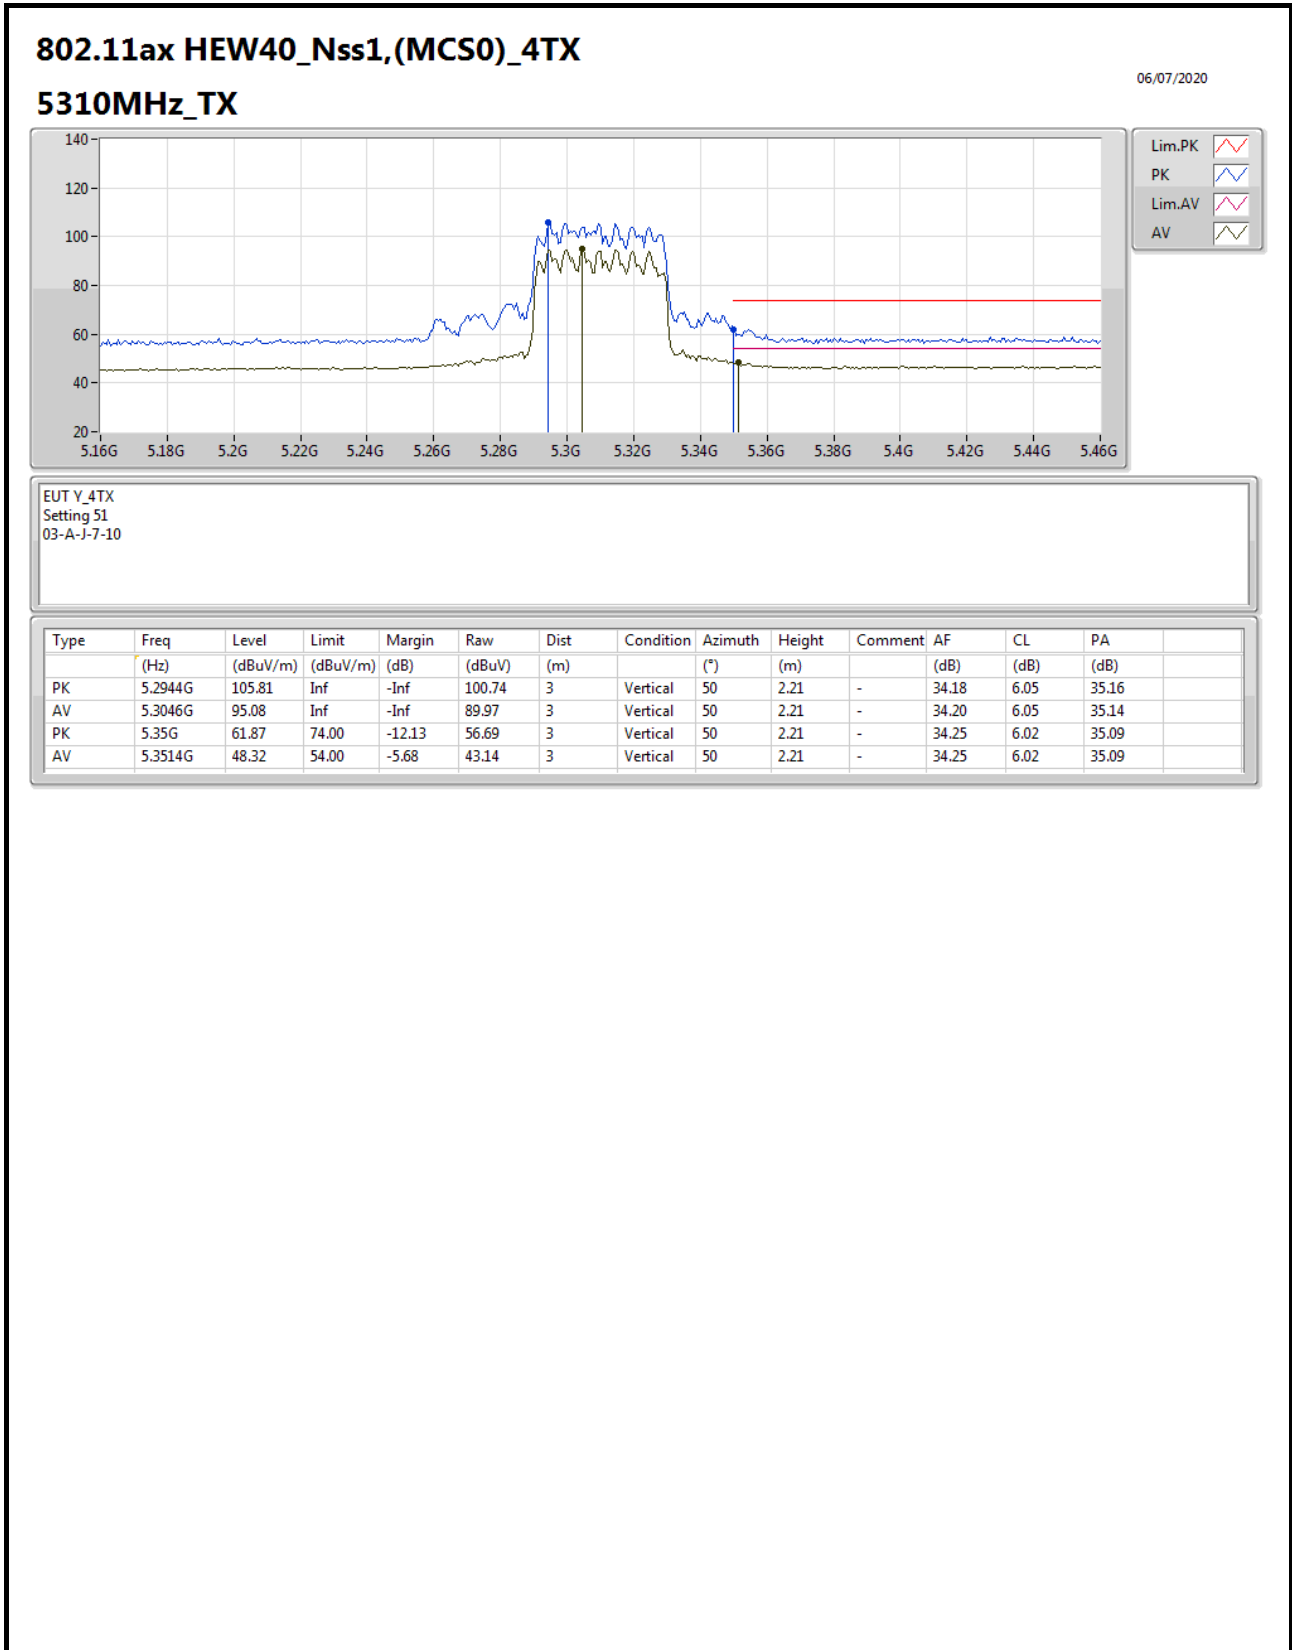 802.11ax HEW40_Nss1,(MCS0)_4TX
06/07/2020
5310MHz_TX
140
120
100
80
60
40
20
5.16G 5.18G 5.2G 5.22G 5.24G 5.26G 5.28G 5.3G 5.32G 5.34G 5.36G 5.38G 5.4G 5.42G 5.44G 5.46G
Lim.PK
PK
Lim.AV
AV
EUT Y_4TX
Setting 51
03-A-J-7-10
Type Freq Level Limit Margin Raw Dist Condition Azimuth Height Comment AF CL PA
(Hz) (dBuV/m) (dBuV/m) (dB) (dBuV) (m) (°) (m) (dB) (dB) (dB)
PK 5.2944G 105.81 Inf -Inf 100.74 3 Vertical 50 2.21 - 34.18 6.05 35.16
AV 5.3046G 95.08 Inf -Inf 89.97 3 Vertical 50 2.21 - 34.20 6.05 35.14
PK 5.35G 61.87 74.00 -12.13 56.69 3 Vertical 50 2.21 - 34.25 6.02 35.09
AV 5.3514G 48.32 54.00 -5.68 43.14 3 Vertical 50 2.21 - 34.25 6.02 35.09